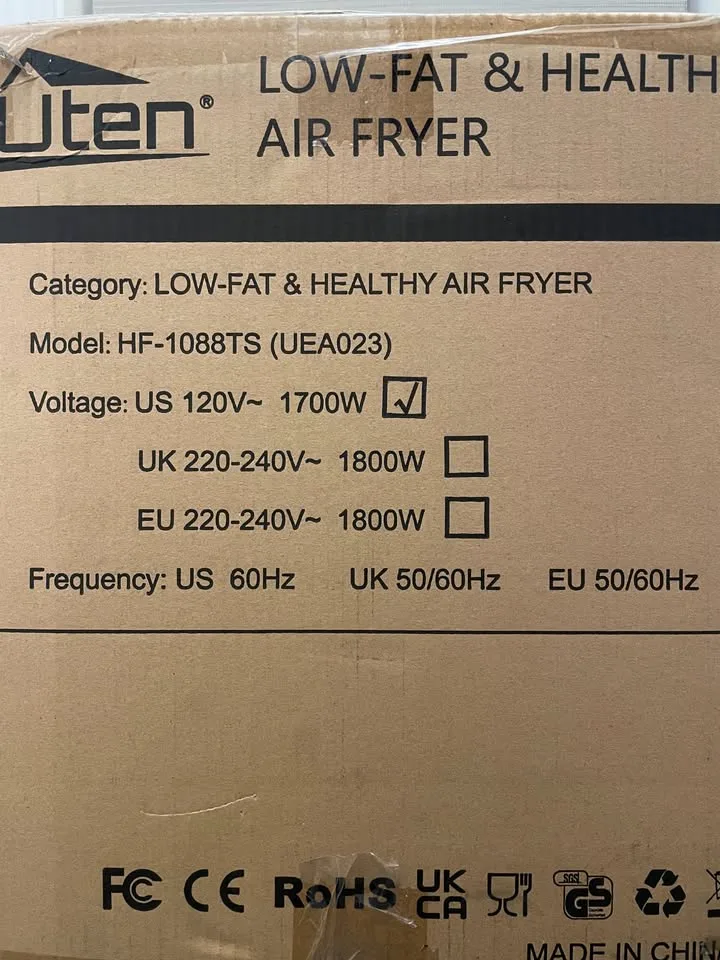 Uten®
LOW-FAT & HEALTH
AIR FRYER
Category: LOW-FAT & HEALTHY AIR FRYER
Model: HF-1088TS (UEA023)
Voltage: US 120V~ 1700W
UK 220-240V~ 1800W
EU 220-240V~ 1800W
Frequency: US 60Hz UK 50/60Hz EU 50/60Hz
FC CE RoHS UK CA SGS GS
MADE IN CHINA